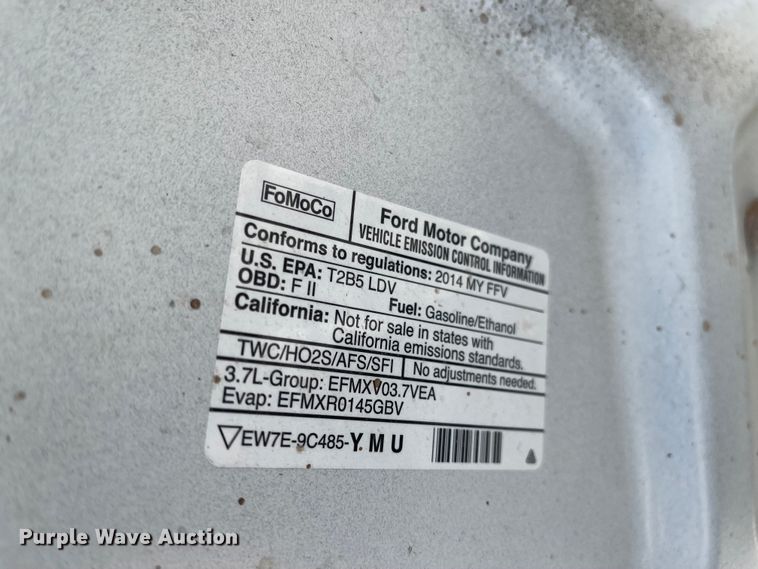 FoMoCo
Ford Motor Company
VEHICLE EMISSION CONTROL INFORMATION
Conforms to regulations: 2014 MY FFV
U.S. EPA: T2B5 LDV
OBD: F II
Fuel: Gasoline/Ethanol
California: Not for sale in states with
California emissions standards.
TWC/HO2S/AFS/SFI
No adjustments needed.
3.7L-Group: EFMXV03.7VEA
Evap: EFMXR0145GBV
EW7E-9C485-Y M U
Purple Wave Auction